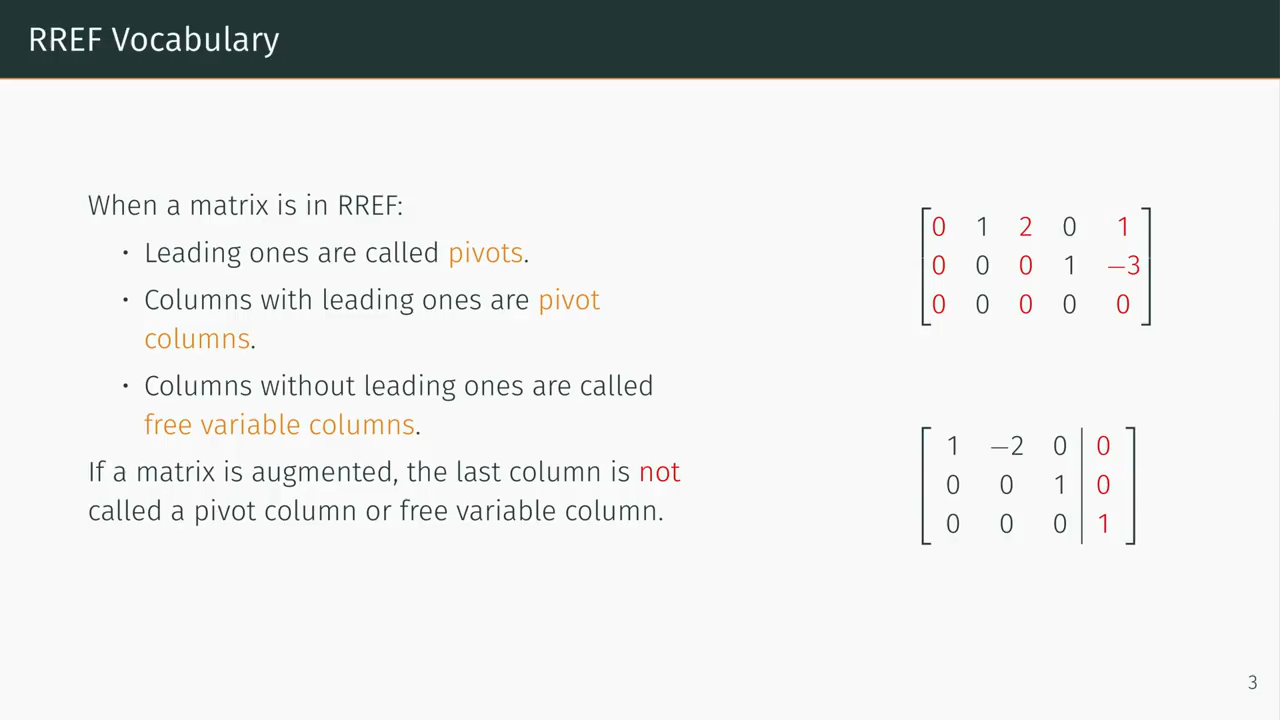 RREF Vocabulary
When a matrix is in RREF:
• Leading ones are called pivots.
• Columns with leading ones are pivot
columns.
• Columns without leading ones are called
free variable columns.
If a matrix is augmented, the last column is not
called a pivot column or free variable column.
0 1 2 0 1
0 0 0 1 −3
0 0 0 0 0
1 −2 0 | 0
0 0 1 | 0
0 0 0 | 1
3